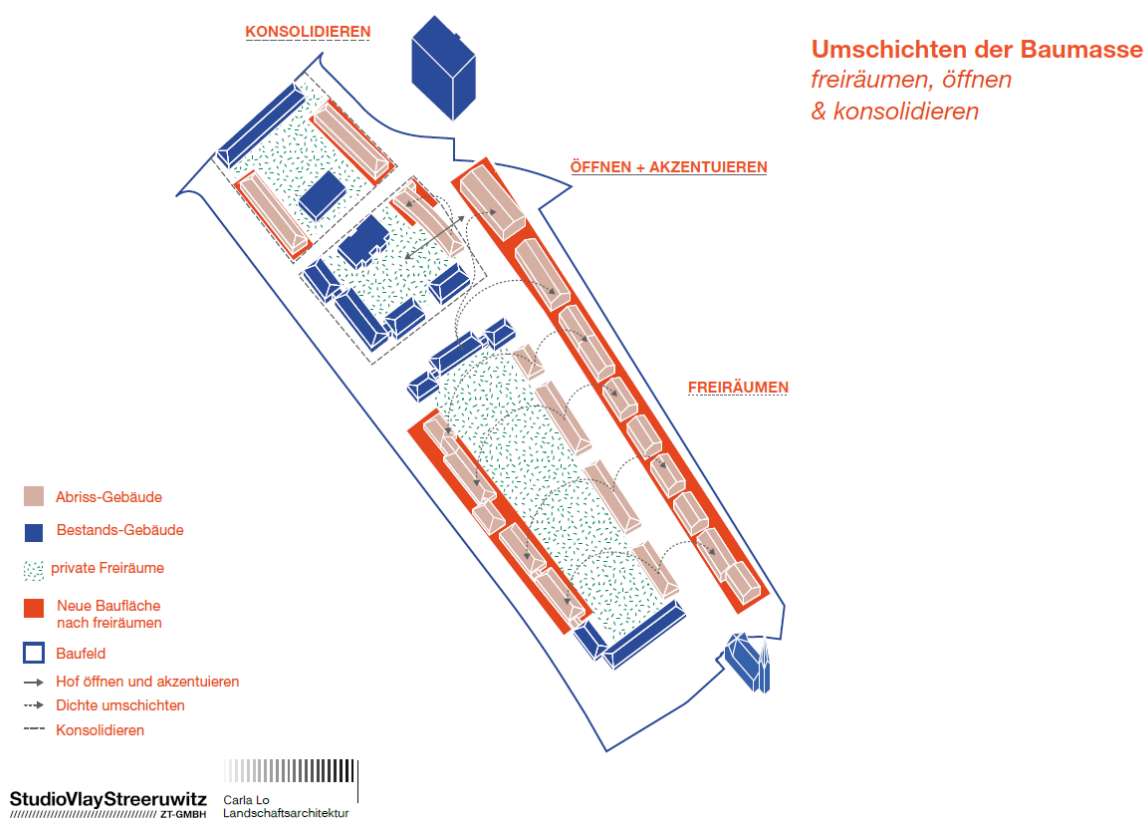 KONSOLIDIEREN
Umschichten der Baumasse
freiräumen, öffnen
& konsolidieren
ÖFFNEN + AKZENTUIEREN
FREIRÄUMEN
Abriss-Gebäude
Bestands-Gebäude
private Freiräume
Neue Baufläche
nach freiräumen
Baufeld
Hof öffnen und akzentuieren
Dichte umschichten
Konsolidieren
StudioVlayStreeruwitz
ZT-GMBH
Carla Lo
Landschaftsarchitektur